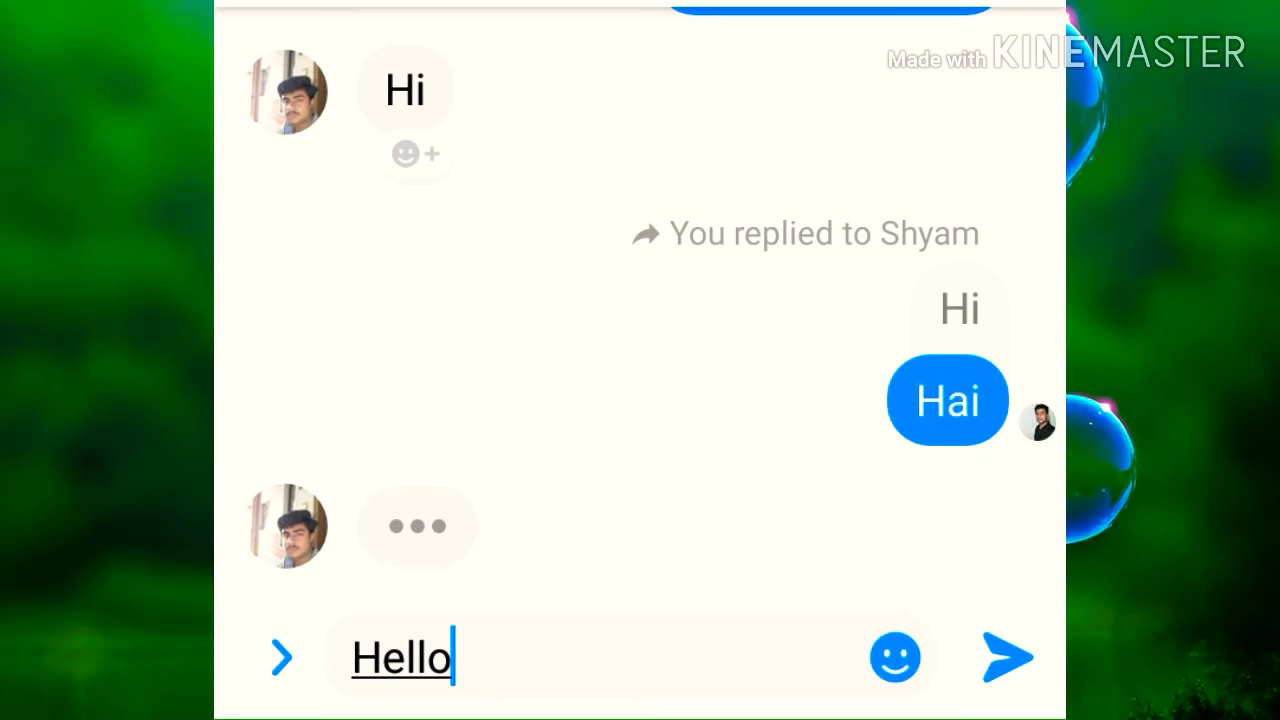 Made with KINEMASTER
Hi
You replied to Shyam
Hi
Hai
Hello